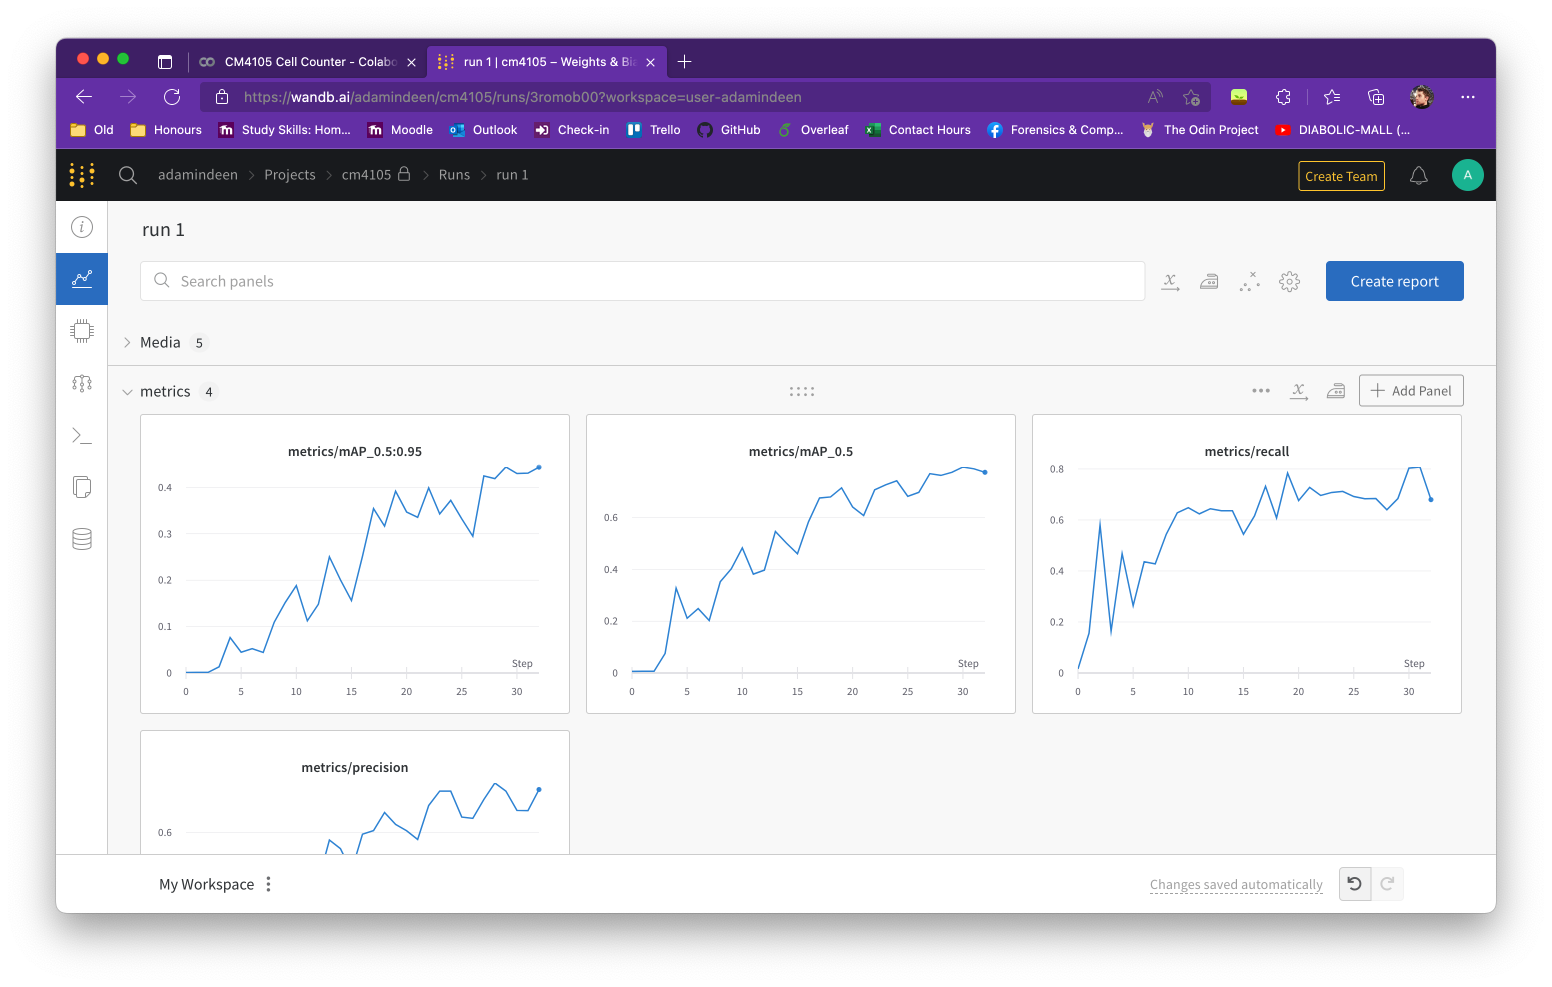 CM4105 Cell Counter - Colabo
run 1 | cm4105 – Weights & Bia
https://wandb.ai/adamindeen/cm4105/runs/3romob00?workspace=user-adamindeen
Old Honours Study Skills: Hom... Moodle Outlook Check-in Trello GitHub Overleaf Contact Hours Forensics & Comp... The Odin Project DIABOLIC-MALL (...
adamindeen > Projects > cm4105 > Runs > run 1
Create Team
A
run 1
Search panels
Create report
Media 5
metrics 4
Add Panel
metrics/mAP_0.5:0.95
0.4
0.3
0.2
0.1
0
Step
0 5 10 15 20 25 30
metrics/mAP_0.5
0.6
0.4
0.2
0
Step
0 5 10 15 20 25 30
metrics/recall
0.8
0.6
0.4
0.2
0
Step
0 5 10 15 20 25 30
metrics/precision
0.6
My Workspace
Changes saved automatically